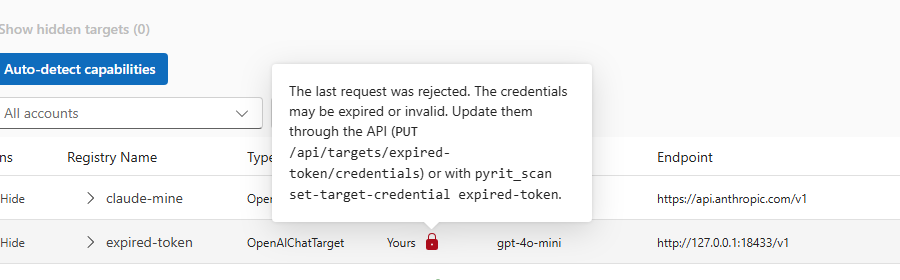 Show hidden targets (0)
Auto-detect capabilities
The last request was rejected. The credentials
may be expired or invalid. Update them
through the API (PUT
/api/targets/expired-
token/credentials) or with pyrit_scan
set-target-credential expired-token.
All accounts
ns Registry Name Type Endpoint
Hide claude-mine Open https://api.anthropic.com/v1
Hide expired-token OpenAIChatTarget Yours gpt-4o-mini http://127.0.0.1:18433/v1